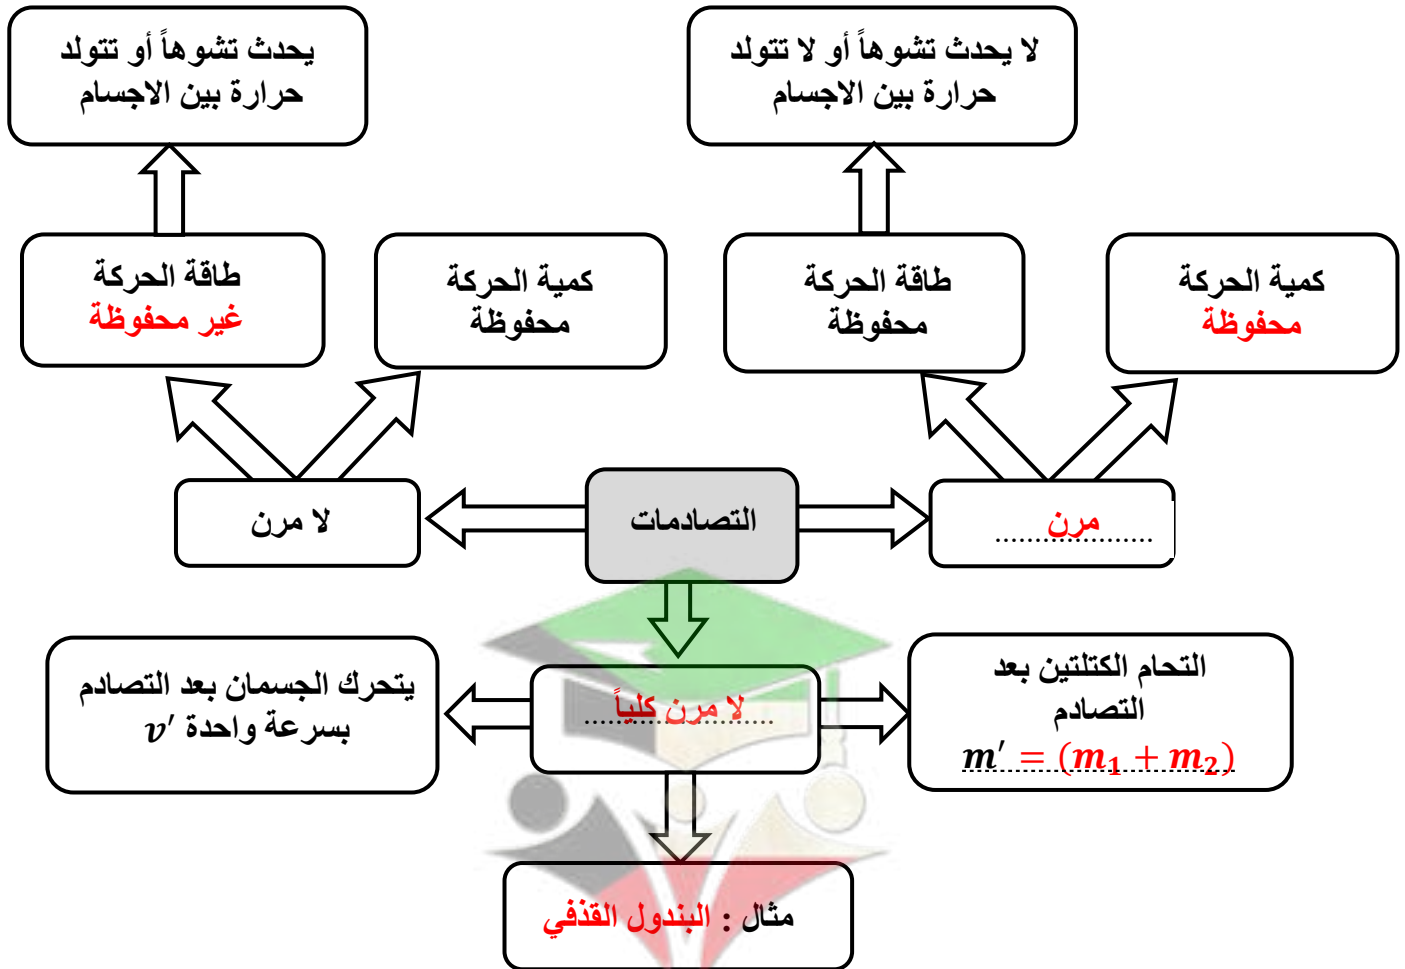 لا يحدث تشوهاً أو لا تتولد
حرارة بين الاجسام
يحدث تشوهاً أو تتولد
حرارة بين الاجسام
كمية الحركة
محفوظة
طاقة الحركة
محفوظة
كمية الحركة
محفوظة
طاقة الحركة
غير محفوظة
مرن
....................
التصادمات
لا مرن
التحام الكتلتين بعد
التصادم
m′ = (m₁ + m₂)
لا مرن كلياً
.......................
يتحرك الجسمان بعد التصادم
بسرعة واحدة v′
مثال : البندول القذفي